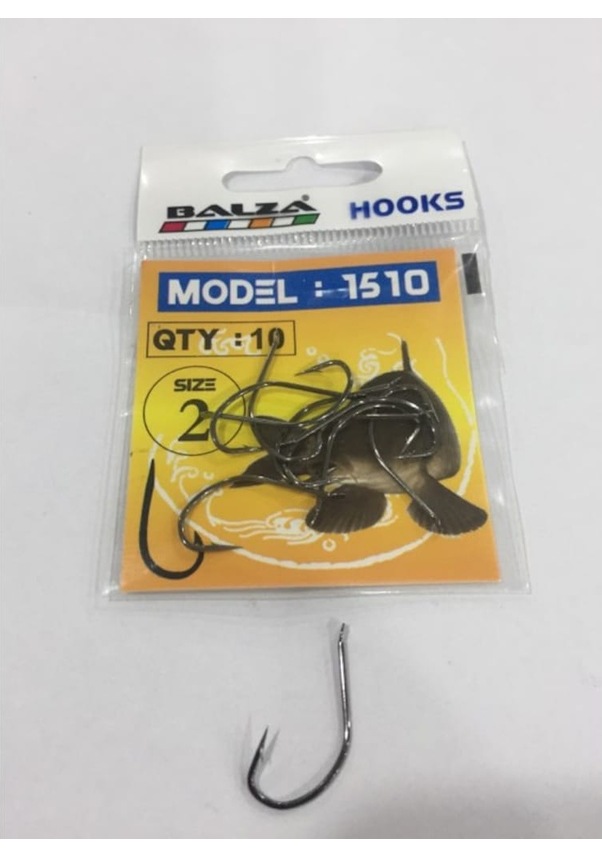 BALZA
HOOKS
MODEL : 1510
QTY : 10
SIZE
2